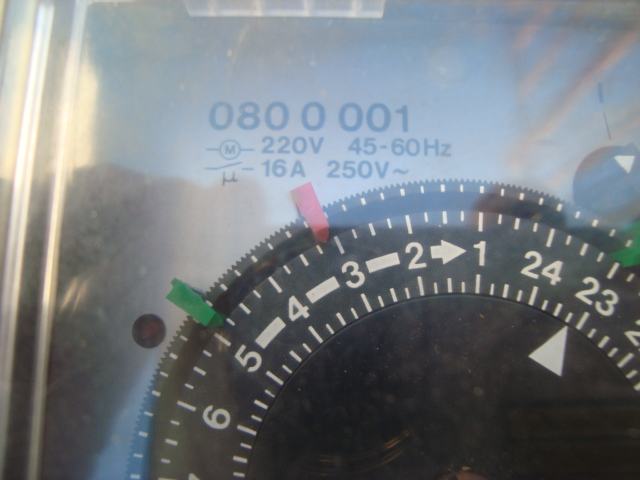 080 0 001
M 220V 45-60Hz
µ 16A 250V~
6 5 4 3 2 1 24 23